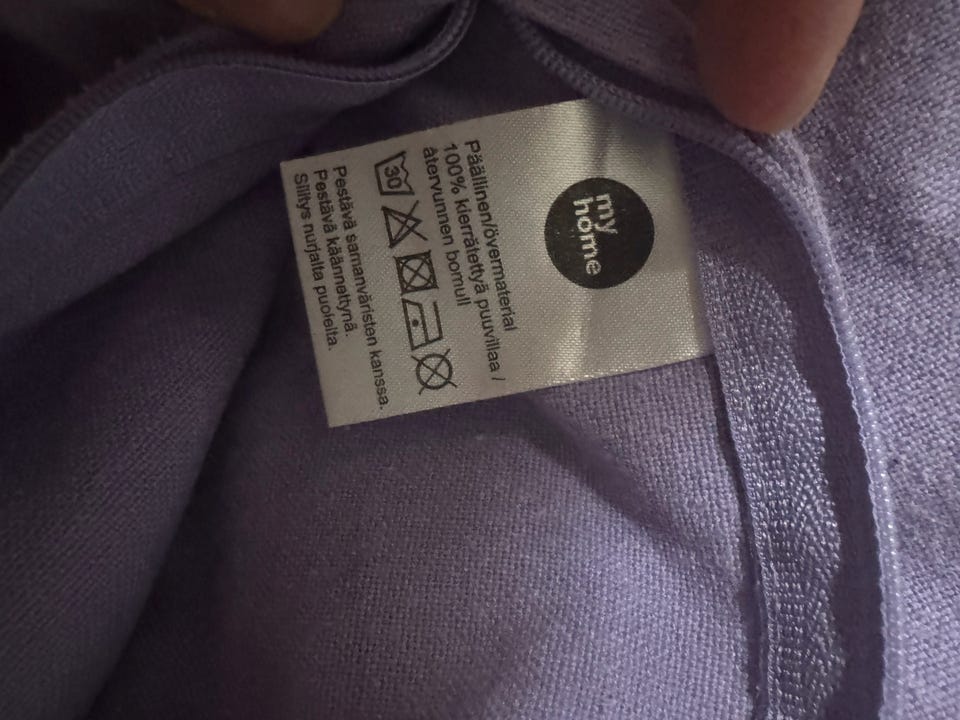 my
home
Päällinen/övermaterial
100% kierrätettyä puuvillaa /
återvunnen bomull
30
Pestävä samanväristen kanssa.
Pestävä käännettynä.
Silitys nurjalta puolelta.